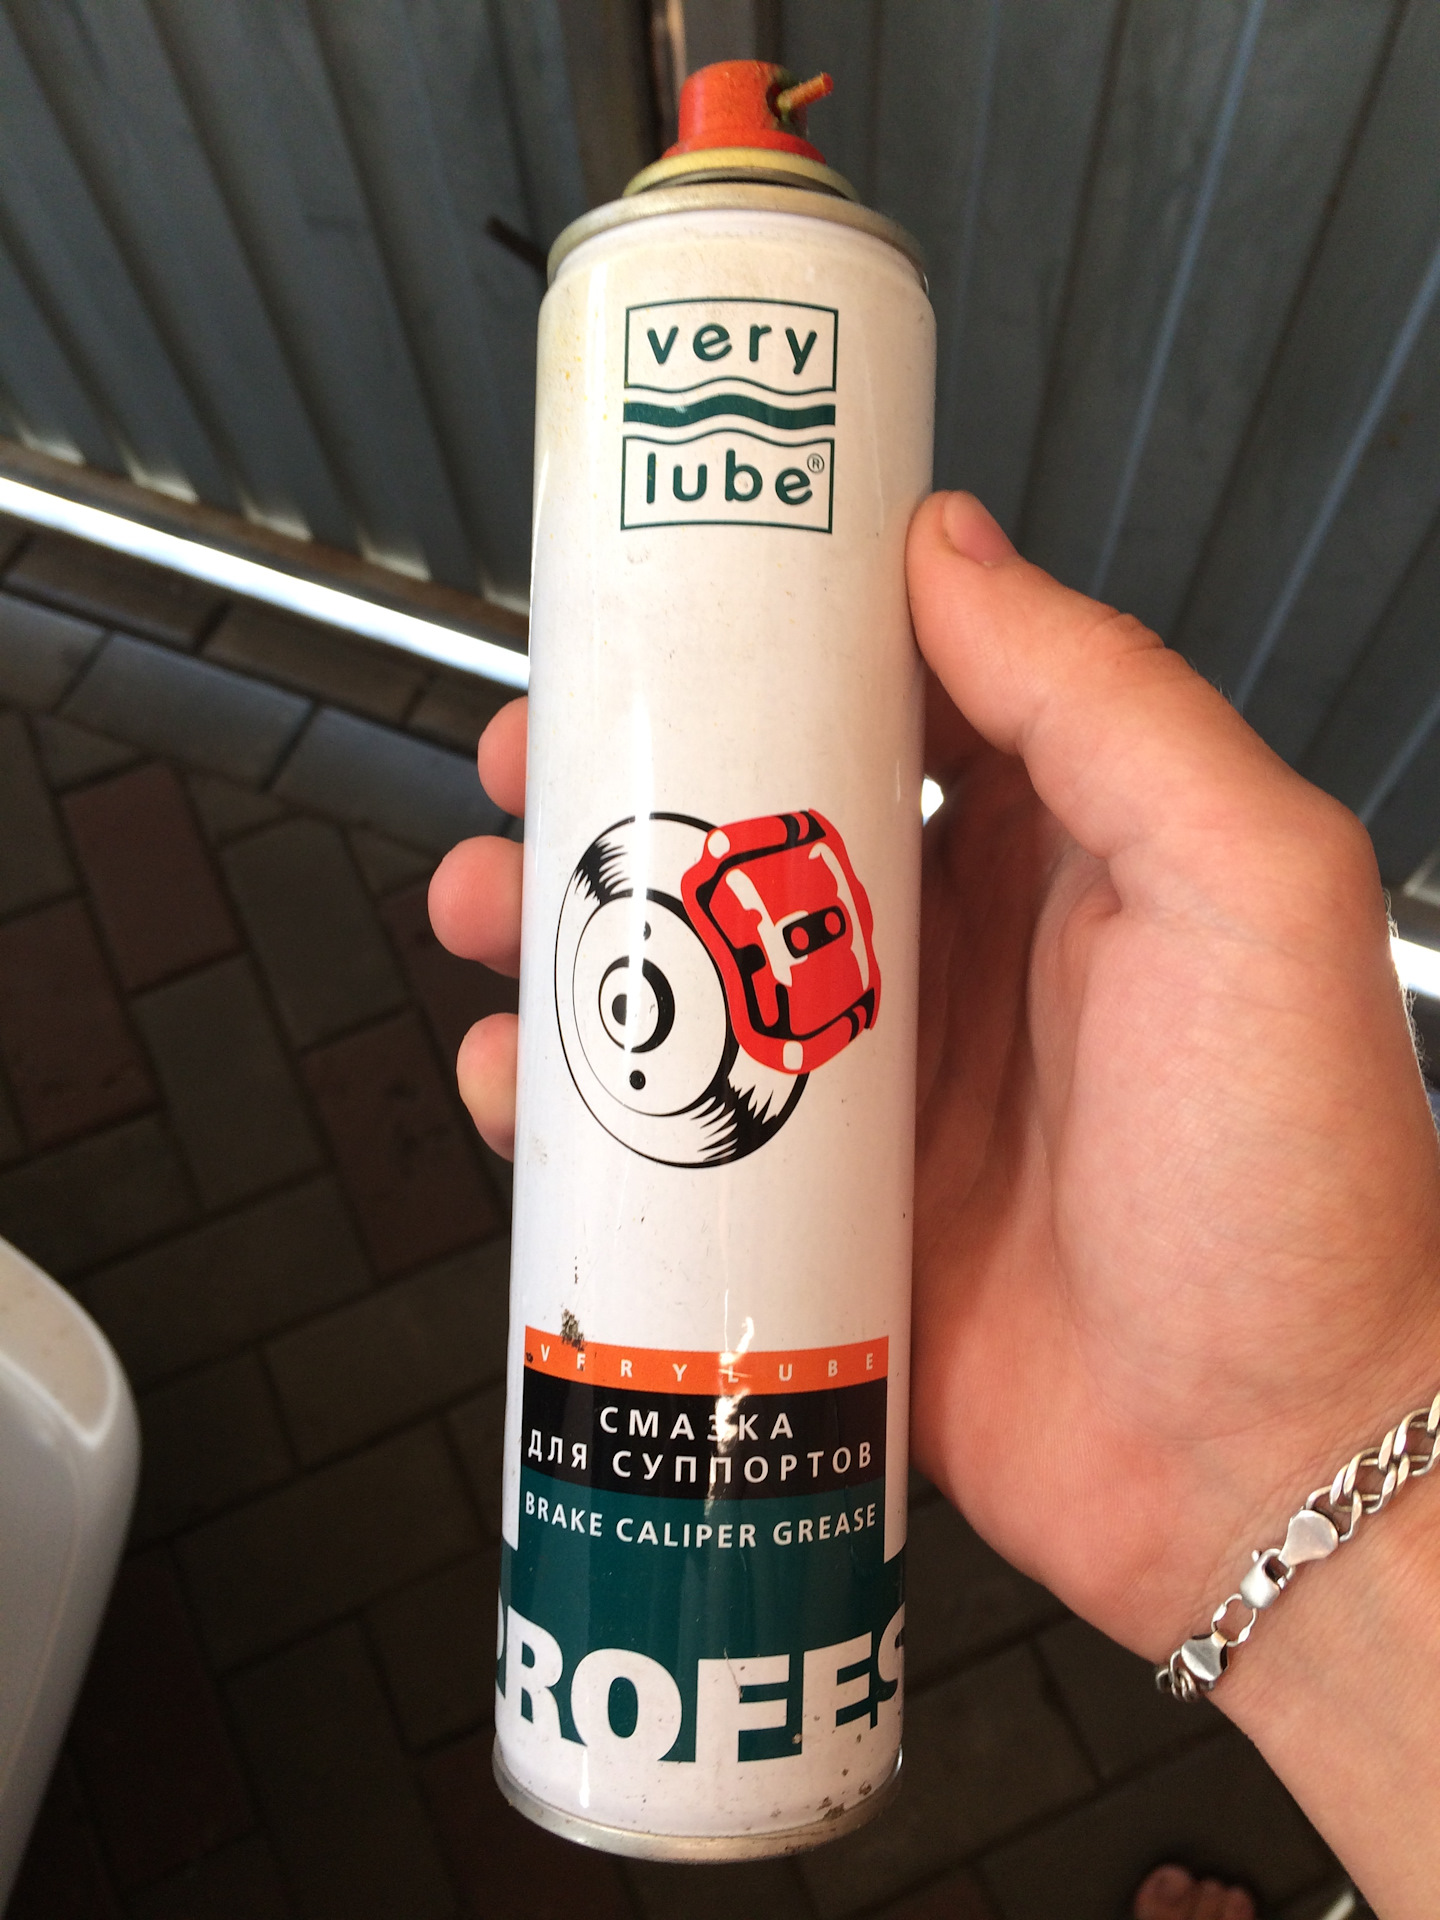 very
lube®
VERYLUBE
СМАЗКА
ДЛЯ СУППОРТОВ
BRAKE CALIPER GREASE
PROFES